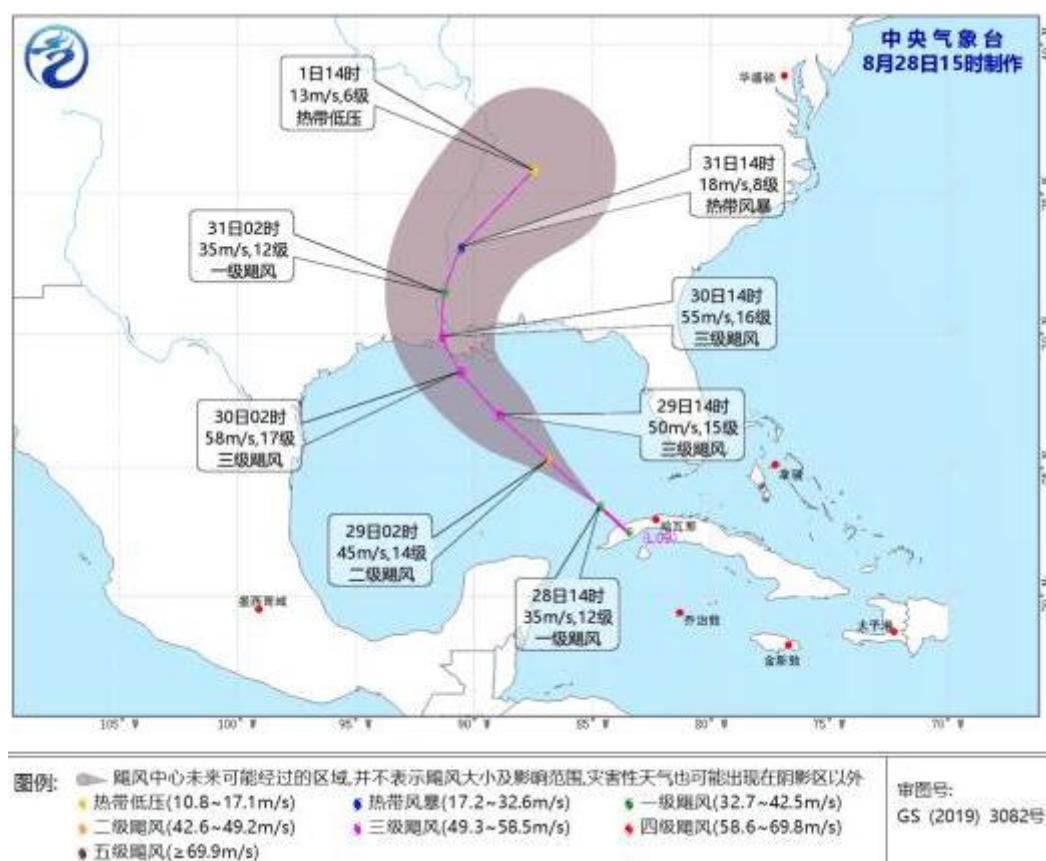 中央气象台
8月28日15时制作
华盛顿
1日14时
13m/s,6级
热带低压
31日14时
18m/s,8级
热带风暴
31日02时
35m/s,12级
一级飓风
30日14时
55m/s,16级
三级飓风
30日02时
58m/s,17级
三级飓风
29日14时
50m/s,15级
三级飓风
拿骚
哈瓦那
29日02时
45m/s,14级
二级飓风
28日14时
35m/s,12级
一级飓风
墨西哥城
乔治敦
太子港
金斯敦
105° W
100° W
95° W
90° W
85° W
80° W
75° W
70° W
图例:
飓风中心未来可能经过的区域,并不表示飓风大小及影响范围,灾害性天气也可能出现在阴影区以外
热带低压(10.8~17.1m/s)
热带风暴(17.2~32.6m/s)
一级飓风(32.7~42.5m/s)
二级飓风(42.6~49.2m/s)
三级飓风(49.3~58.5m/s)
四级飓风(58.6~69.8m/s)
五级飓风(≥69.9m/s)
审图号:
GS (2019) 3082号